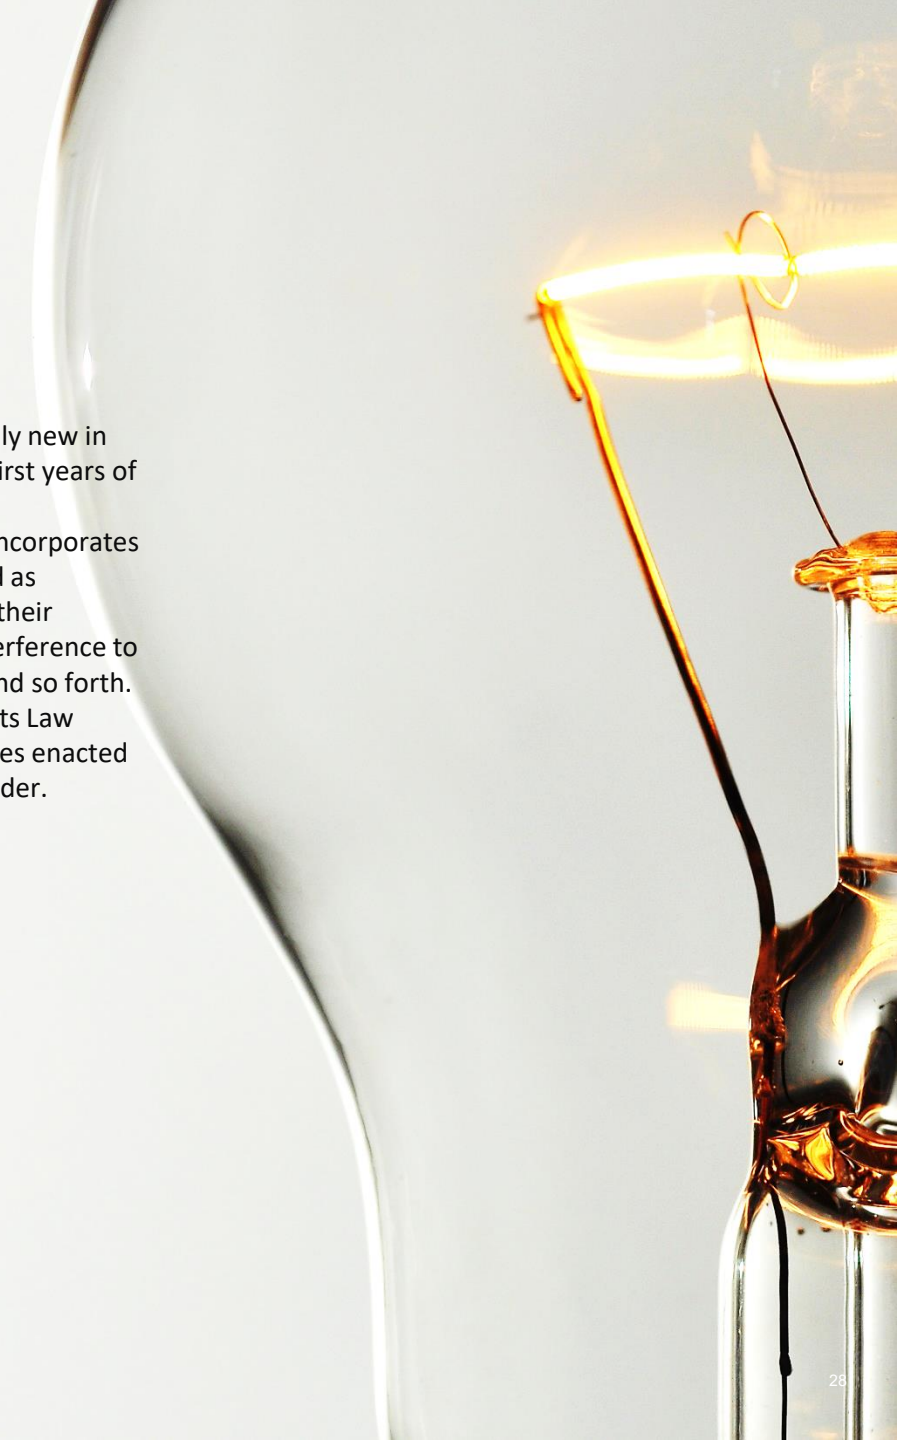 ly new in
irst years of
ncorporates
as
their
erference to
nd so forth.
ts Law
es enacted
der.
28